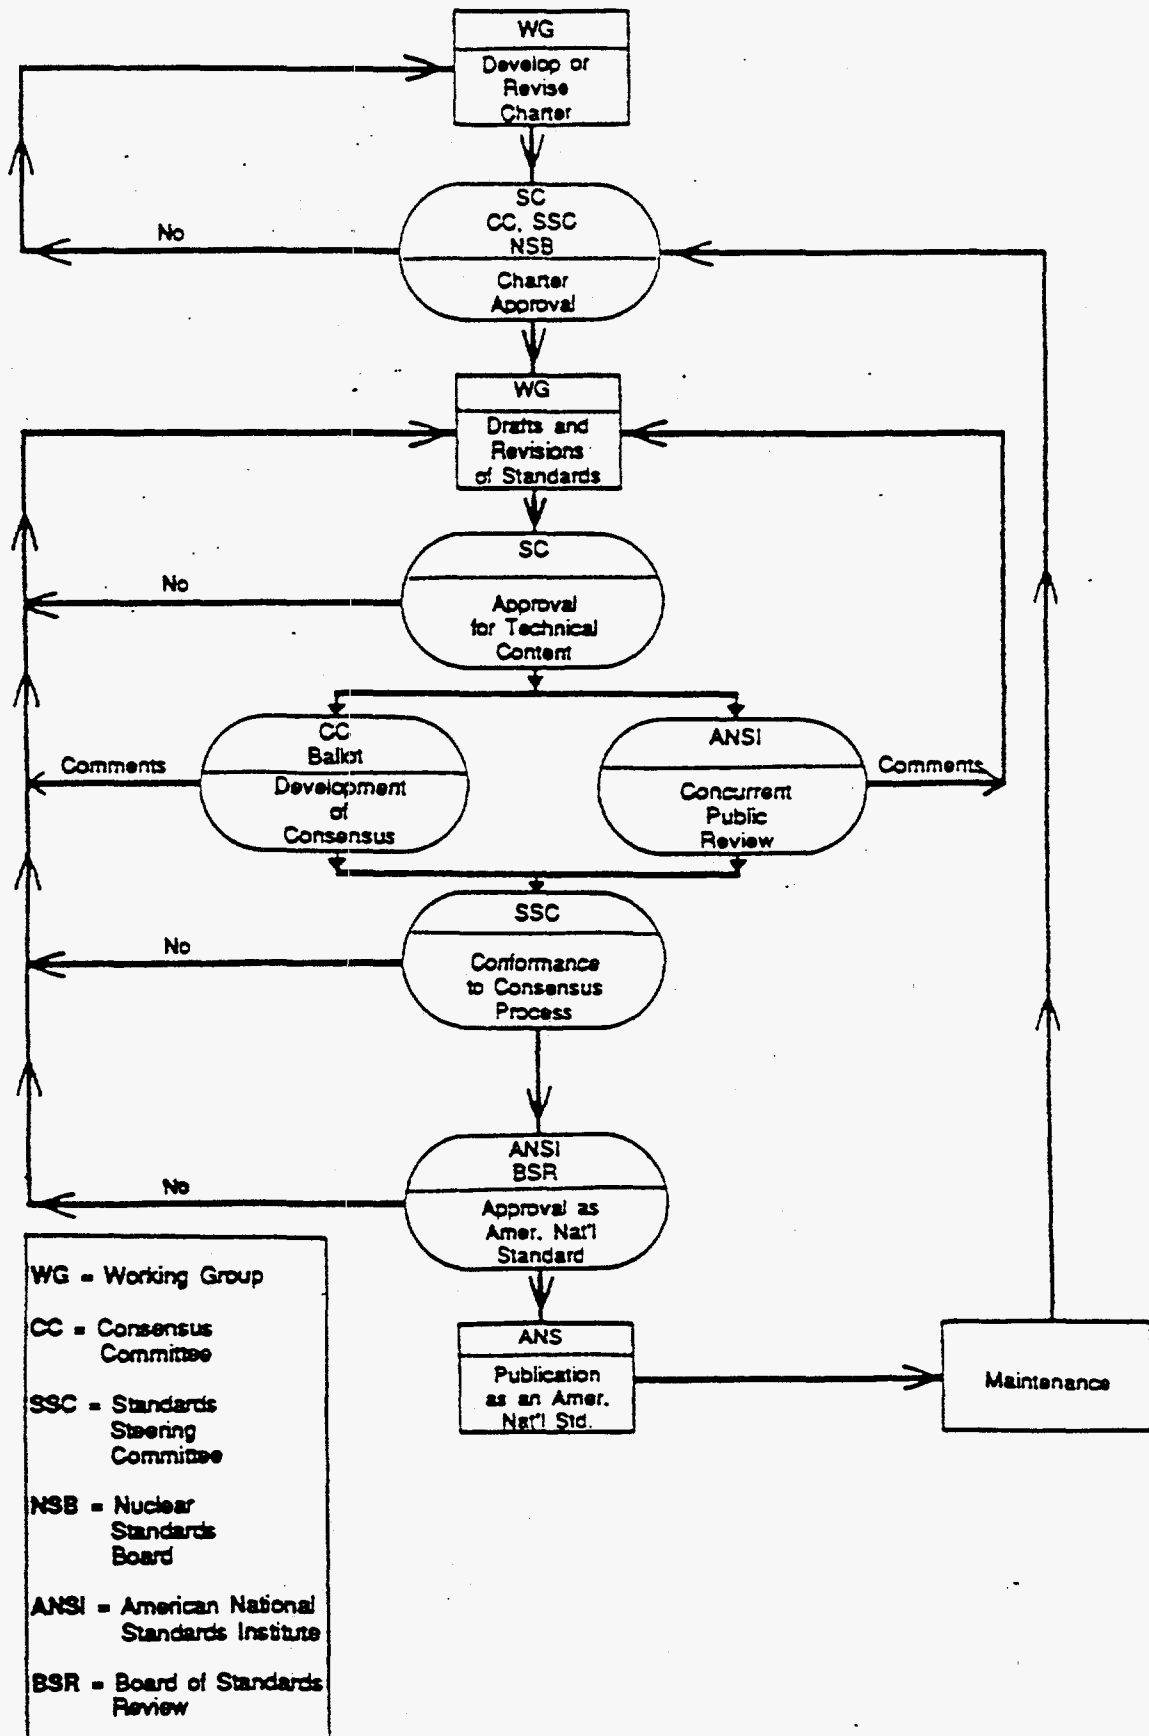 WG
Develop or
Revise
Charter
SC
CC, SSC
NSB
Charter
Approval
No
WG
Drafts and
Revisions
of Standards
SC
Approval
for Technical
Content
No
CC
Ballot
Development
of
Consensus
Comments
ANSI
Concurrent
Public
Review
Comments
SSC
Conformance
to Consensus
Process
No
ANSI
BSR
Approval as
Amer. Nat'l
Standard
No
ANS
Publication
as an Amer.
Nat'l Std.
Maintenance
WG = Working Group
CC = Consensus
Committee
SSC = Standards
Steering
Committee
NSB = Nuclear
Standards
Board
ANSI = American National
Standards Institute
BSR = Board of Standards
Review